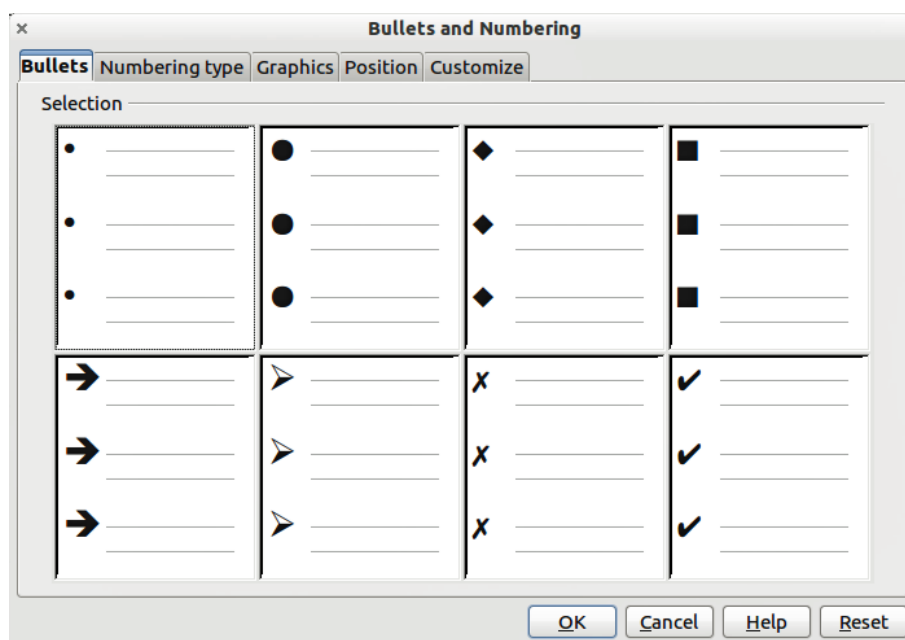 Bullets and Numbering
Bullets Numbering type Graphics Position Customize
Selection
OK Cancel Help Reset